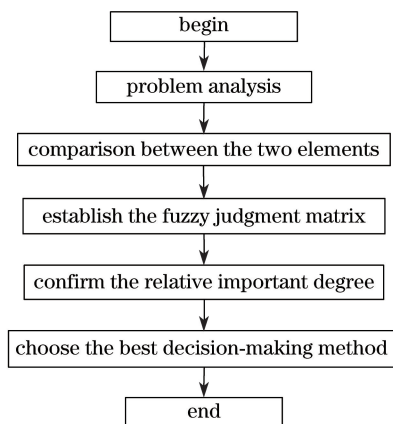 begin
problem analysis
comparison between the two elements
establish the fuzzy judgment matrix
confirm the relative important degree
choose the best decision-making method
end